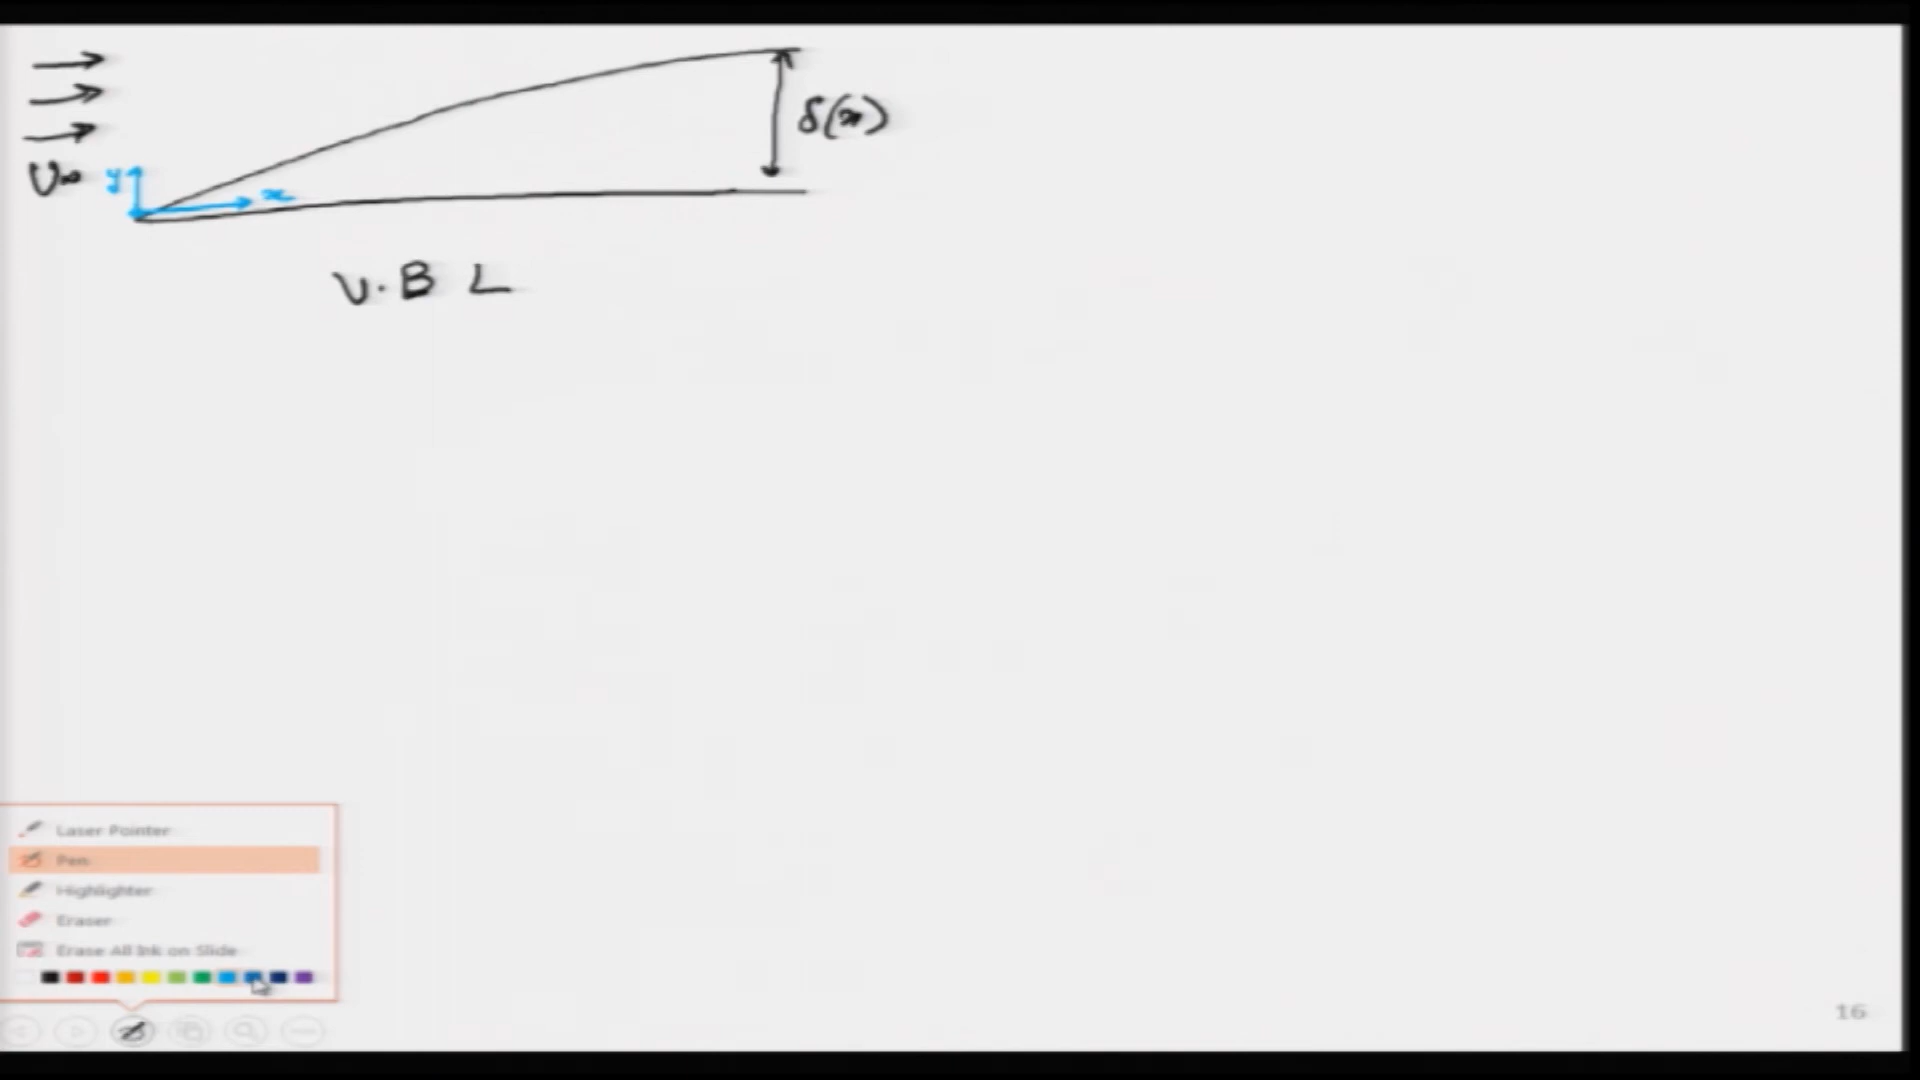 U∞
y
x
δ(x)
V.B L
Laser Pointer
Pen
Highlighter
Eraser
Erase All Ink on Slide
16